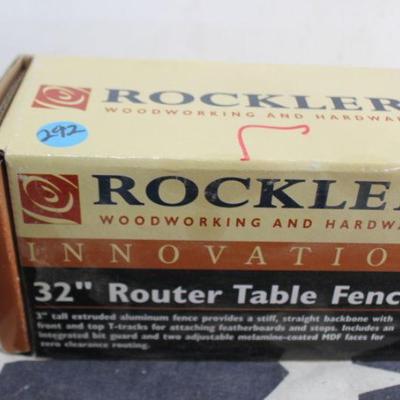 ROCKLER
WOODWORKING AND HARDWA
292
ROCKLE
WOODWORKING AND HARDWA
INNOVATIO
32" Router Table Fenc
3" tall extruded aluminum fence provides a stiff, straight backbone with
front and top T-tracks for attaching featherboards and stops. Includes an
integrated bit guard and two adjustable melamine-coated MDF faces for
zero clearance routing.